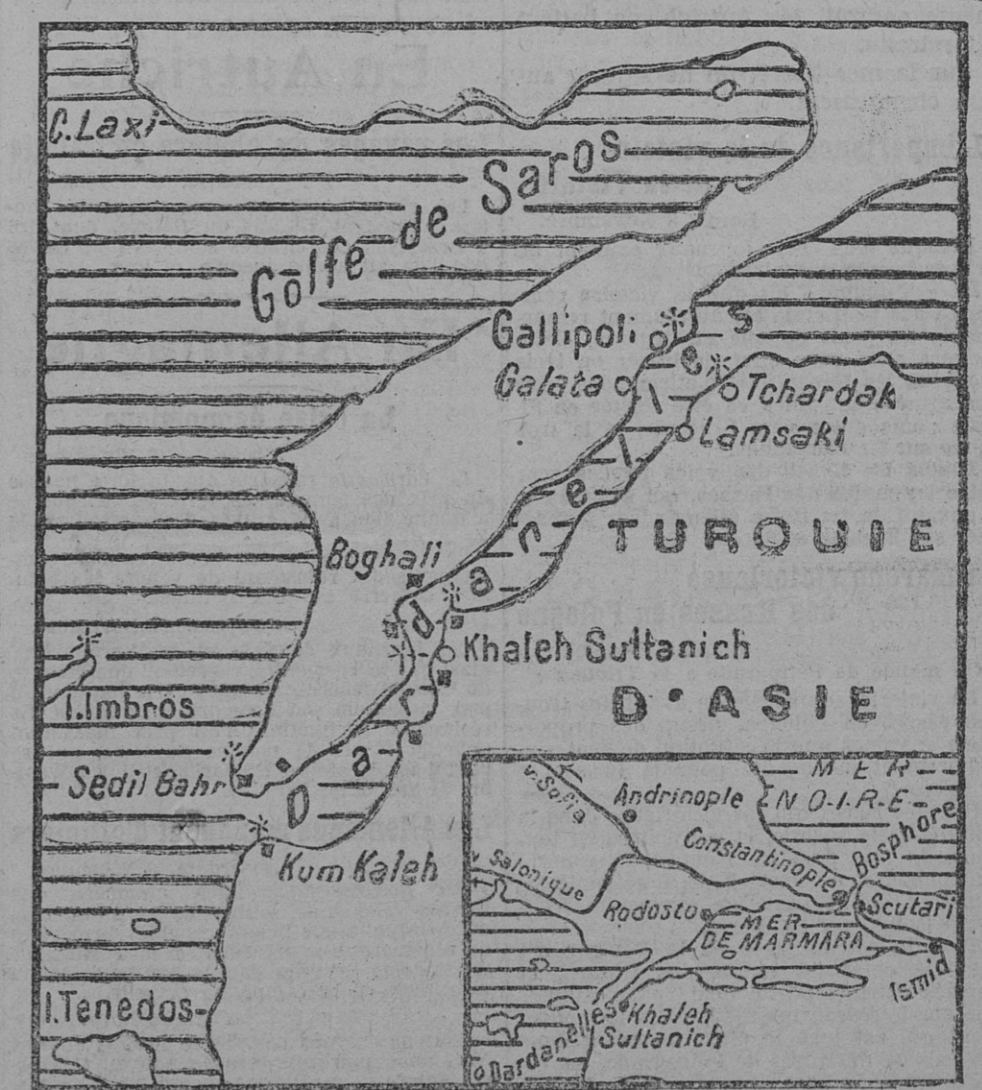 C. Laxi
Golfe de Saros
Gallipoli
Galata
Tchardak
Lamsaki
Dardanelles
Boghali
TURQUIE
D'ASIE
Khaleh Sultanich
I. Imbros
Sedil Bahr
Kum Kaleh
I. Tenedos
MER
NOIRE
v. Sofia
Andrinople
Bosphore
Constantinople
v. Salonique
Rodosto
Scutari
MER
DE MARMARA
Ismid
Khaleh
Sultanich
Dardanelles